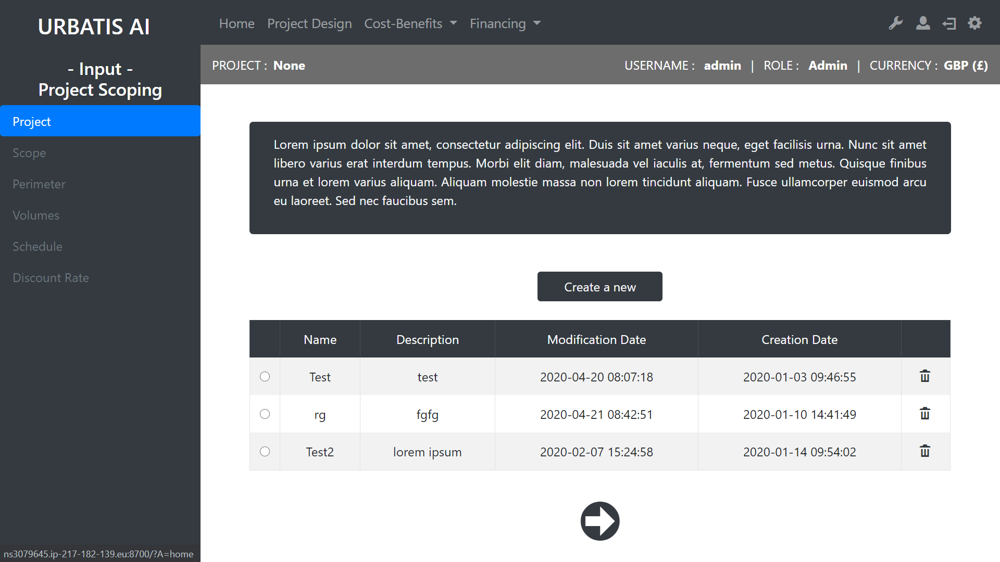 URBATIS AI
Home Project Design Cost-Benefits Financing
- Input -
Project Scoping
Project
Scope
Perimeter
Volumes
Schedule
Discount Rate
PROJECT : None
USERNAME : admin | ROLE : Admin | CURRENCY : GBP (£)
Lorem ipsum dolor sit amet, consectetur adipiscing elit. Duis sit amet varius neque, eget facilisis urna. Nunc sit amet
libero varius erat interdum tempus. Morbi elit diam, malesuada vel iaculis at, fermentum sed metus. Quisque finibus
urna et lorem varius aliquam. Aliquam molestie massa non lorem tincidunt aliquam. Fusce ullamcorper euismod arcu
eu laoreet. Sed nec faucibus sem.
Create a new
Name Description Modification Date Creation Date
Test test 2020-04-20 08:07:18 2020-01-03 09:46:55
rg fgfg 2020-04-21 08:42:51 2020-01-10 14:41:49
Test2 lorem ipsum 2020-02-07 15:24:58 2020-01-14 09:54:02
ns3079645.ip-217-182-139.eu:8700/?A=home